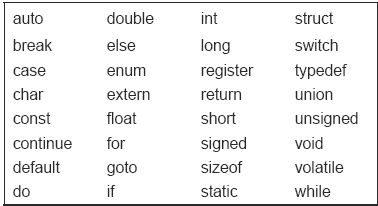 auto double int struct
break else long switch
case enum register typedef
char extern return union
const float short unsigned
continue for signed void
default goto sizeof volatile
do if static while